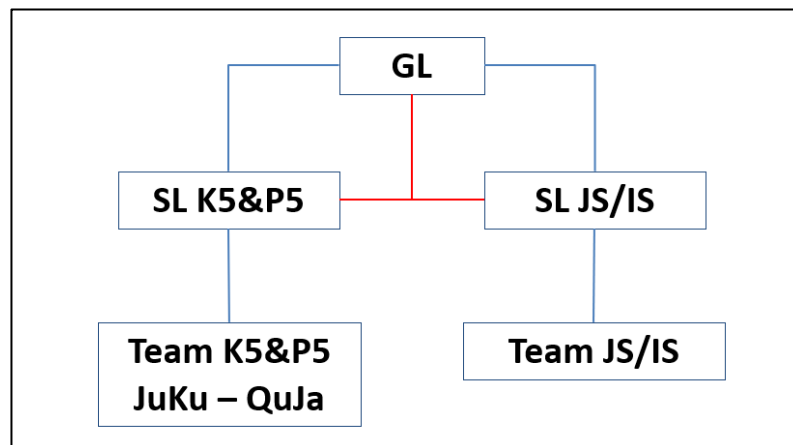 GL
SL K5&P5
SL JS/IS
Team K5&P5
JuKu – QuJa
Team JS/IS